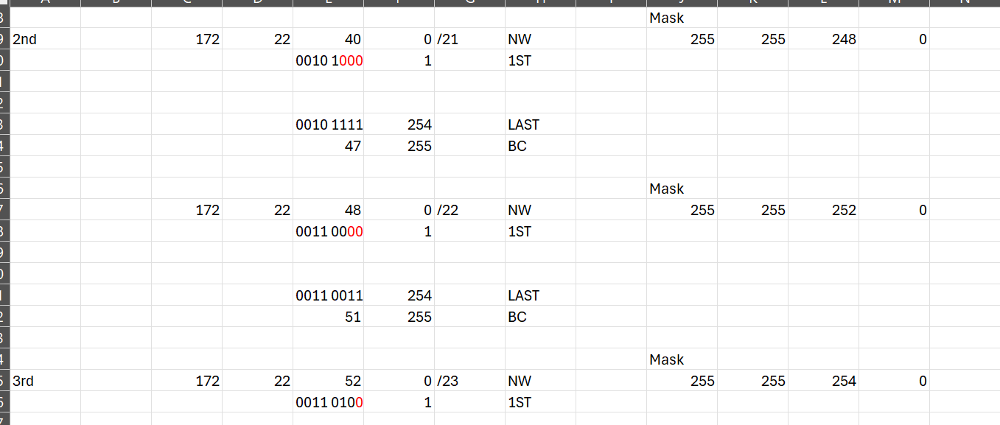 Mask
2nd 172 22 40 0 /21 NW 255 255 248 0
0010 1000 1 1ST
0010 1111 254 LAST
47 255 BC
Mask
172 22 48 0 /22 NW 255 255 252 0
0011 0000 1 1ST
0011 0011 254 LAST
51 255 BC
Mask
3rd 172 22 52 0 /23 NW 255 255 254 0
0011 0100 1 1ST